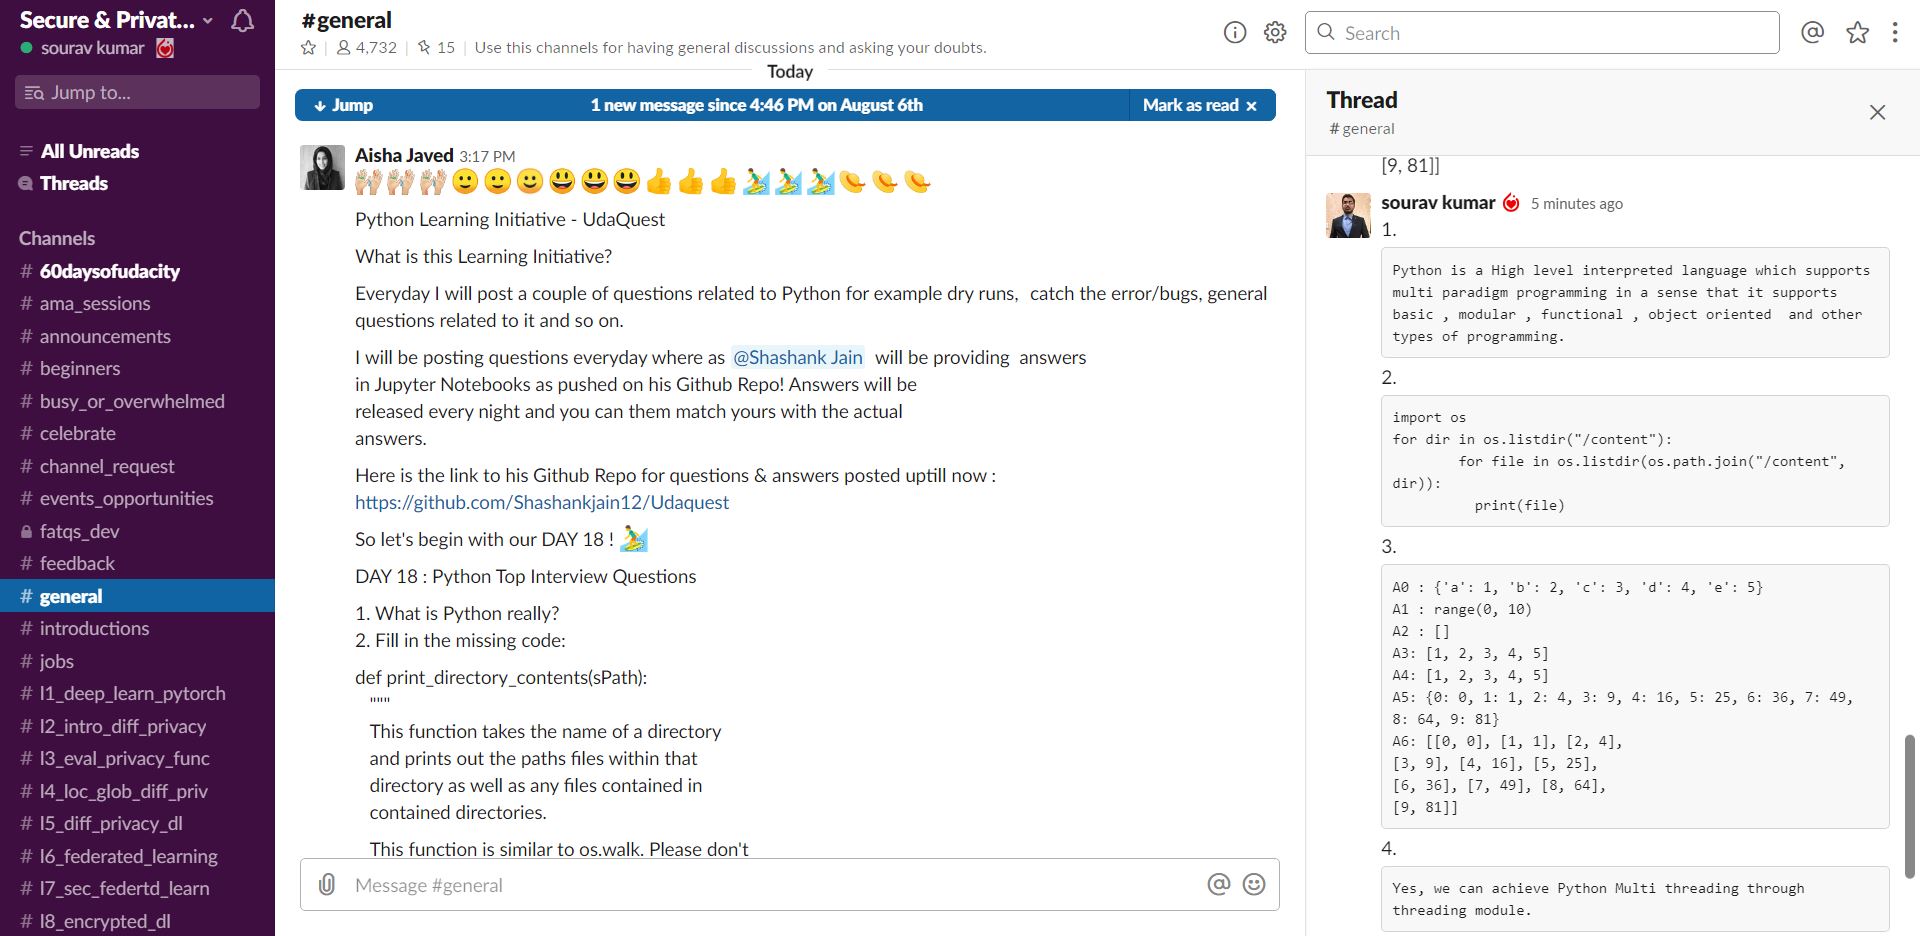 Secure & Privat...
sourav kumar
Jump to...
All Unreads
Threads
Channels
# 60daysofudacity
# ama_sessions
# announcements
# beginners
# busy_or_overwhelmed
# celebrate
# channel_request
# events_opportunities
fatqs_dev
# feedback
# general
# introductions
# jobs
# l1_deep_learn_pytorch
# l2_intro_diff_privacy
# l3_eval_privacy_func
# l4_loc_glob_diff_priv
# l5_diff_privacy_dl
# l6_federated_learning
# l7_sec_federtd_learn
# l8_encrypted_dl
#general
4,732 | 15 | Use this channels for having general discussions and asking your doubts.
Search
Today
Jump 1 new message since 4:46 PM on August 6th Mark as read ×
Aisha Javed 3:17 PM
Python Learning Initiative - UdaQuest
What is this Learning Initiative?
Everyday I will post a couple of questions related to Python for example dry runs, catch the error/bugs, general
questions related to it and so on.
I will be posting questions everyday where as @Shashank Jain will be providing answers
in Jupyter Notebooks as pushed on his Github Repo! Answers will be
released every night and you can them match yours with the actual
answers.
Here is the link to his Github Repo for questions & answers posted uptill now :
https://github.com/Shashankjain12/Udaquest
So let's begin with our DAY 18 !
DAY 18 : Python Top Interview Questions
1. What is Python really?
2. Fill in the missing code:
def print_directory_contents(sPath):
"""
This function takes the name of a directory
and prints out the paths files within that
directory as well as any files contained in
contained directories.
This function is similar to os.walk. Please don't
Message #general
Thread
# general
[9, 81]]
sourav kumar 5 minutes ago
1.
Python is a High level interpreted language which supports
multi paradigm programming in a sense that it supports
basic , modular , functional , object oriented  and other
types of programming.
2.
import os
for dir in os.listdir("/content"):
for file in os.listdir(os.path.join("/content",
dir)):
print(file)
3.
A0 : {'a': 1, 'b': 2, 'c': 3, 'd': 4, 'e': 5}
A1 : range(0, 10)
A2 : []
A3: [1, 2, 3, 4, 5]
A4: [1, 2, 3, 4, 5]
A5: {0: 0, 1: 1, 2: 4, 3: 9, 4: 16, 5: 25, 6: 36, 7: 49,
8: 64, 9: 81}
A6: [[0, 0], [1, 1], [2, 4],
[3, 9], [4, 16], [5, 25],
[6, 36], [7, 49], [8, 64],
[9, 81]]
4.
Yes, we can achieve Python Multi threading through
threading module.